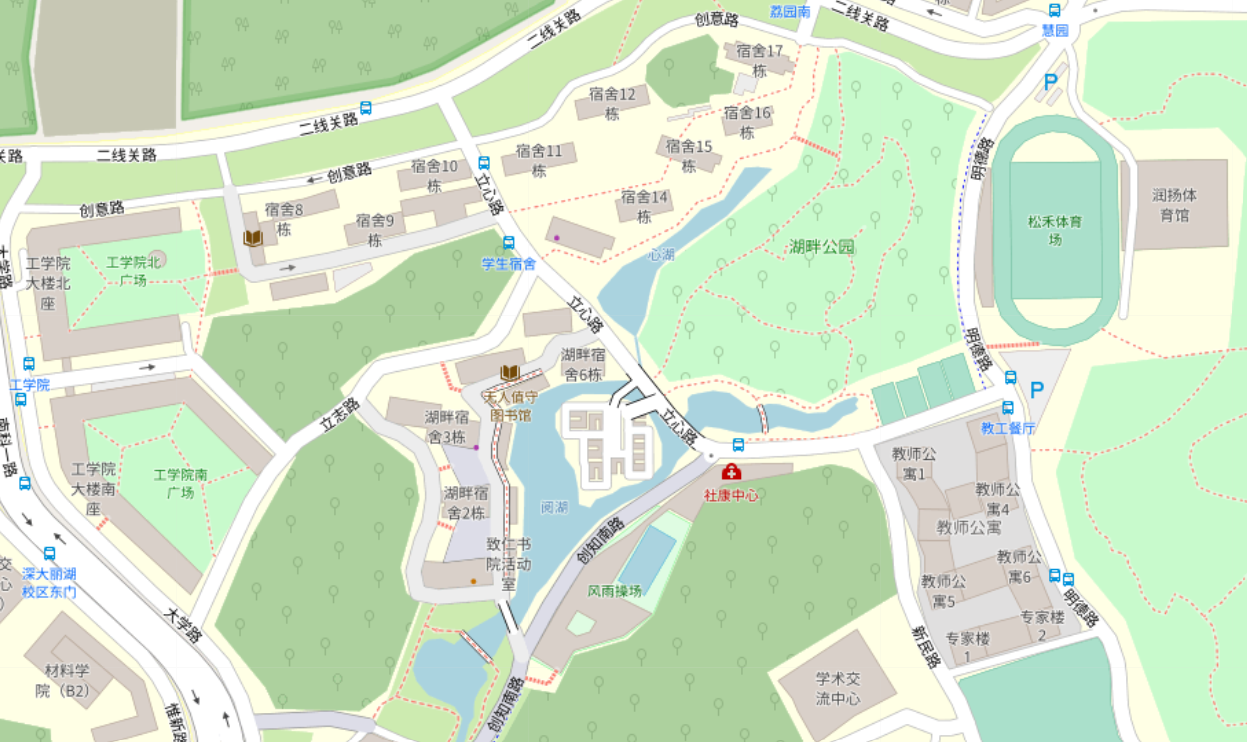 荔园南
二线关路
创意路
慧园
二线关路
宿舍17
栋
宿舍12
栋
二线关路
宿舍16
栋
关路
二线关路
宿舍11
栋
宿舍15
栋
明德路
创意路
宿舍10
栋
立心路
宿舍14
栋
润扬体
育馆
创意路
宿舍8
栋
宿舍9
栋
松禾体育
场
大学路
工学院
大楼北
座
工学院北
广场
学生宿舍
心湖
湖畔公园
立心路
明德路
湖畔宿
舍6栋
工学院
无人值守
图书馆
立志路
湖畔宿
舍3栋
立心路
教工餐厅
南科一路
工学院
大楼南
座
工学院南
广场
社康中心
教师公
寓1
湖畔宿
舍2栋
阅湖
教师公
寓4
教师公寓
创知南路
致仁书
院活动
室
深大丽湖
校区东门
风雨操场
教师公
寓6
教师公
寓5
明德路
大学路
专家楼
2
专家楼
1
新民路
材料学
院（B2）
学术交
流中心
惟新路
创知南路